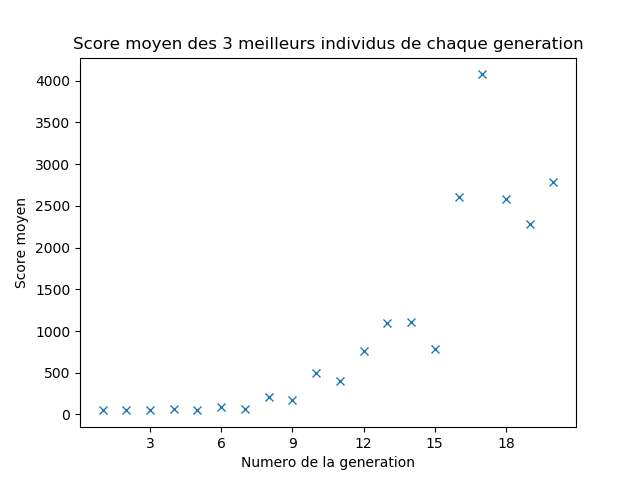 Score moyen des 3 meilleurs individus de chaque generation
4000
3500
3000
2500
2000
1500
1000
500
0
Score moyen
3 6 9 12 15 18
Numero de la generation